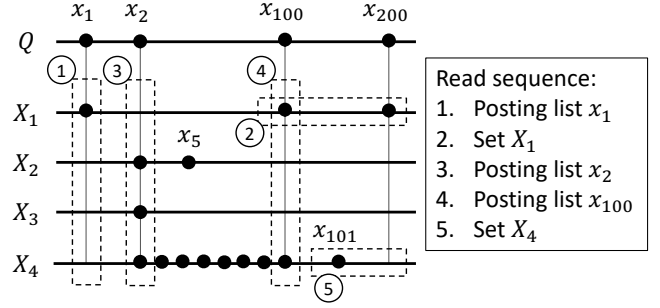 x₁ x₂ x₁₀₀ x₂₀₀
Q
1 3 4
X₁
2
x₅
X₂
X₃
x₁₀₁
X₄
5
Read sequence:
1. Posting list x₁
2. Set X₁
3. Posting list x₂
4. Posting list x₁₀₀
5. Set X₄